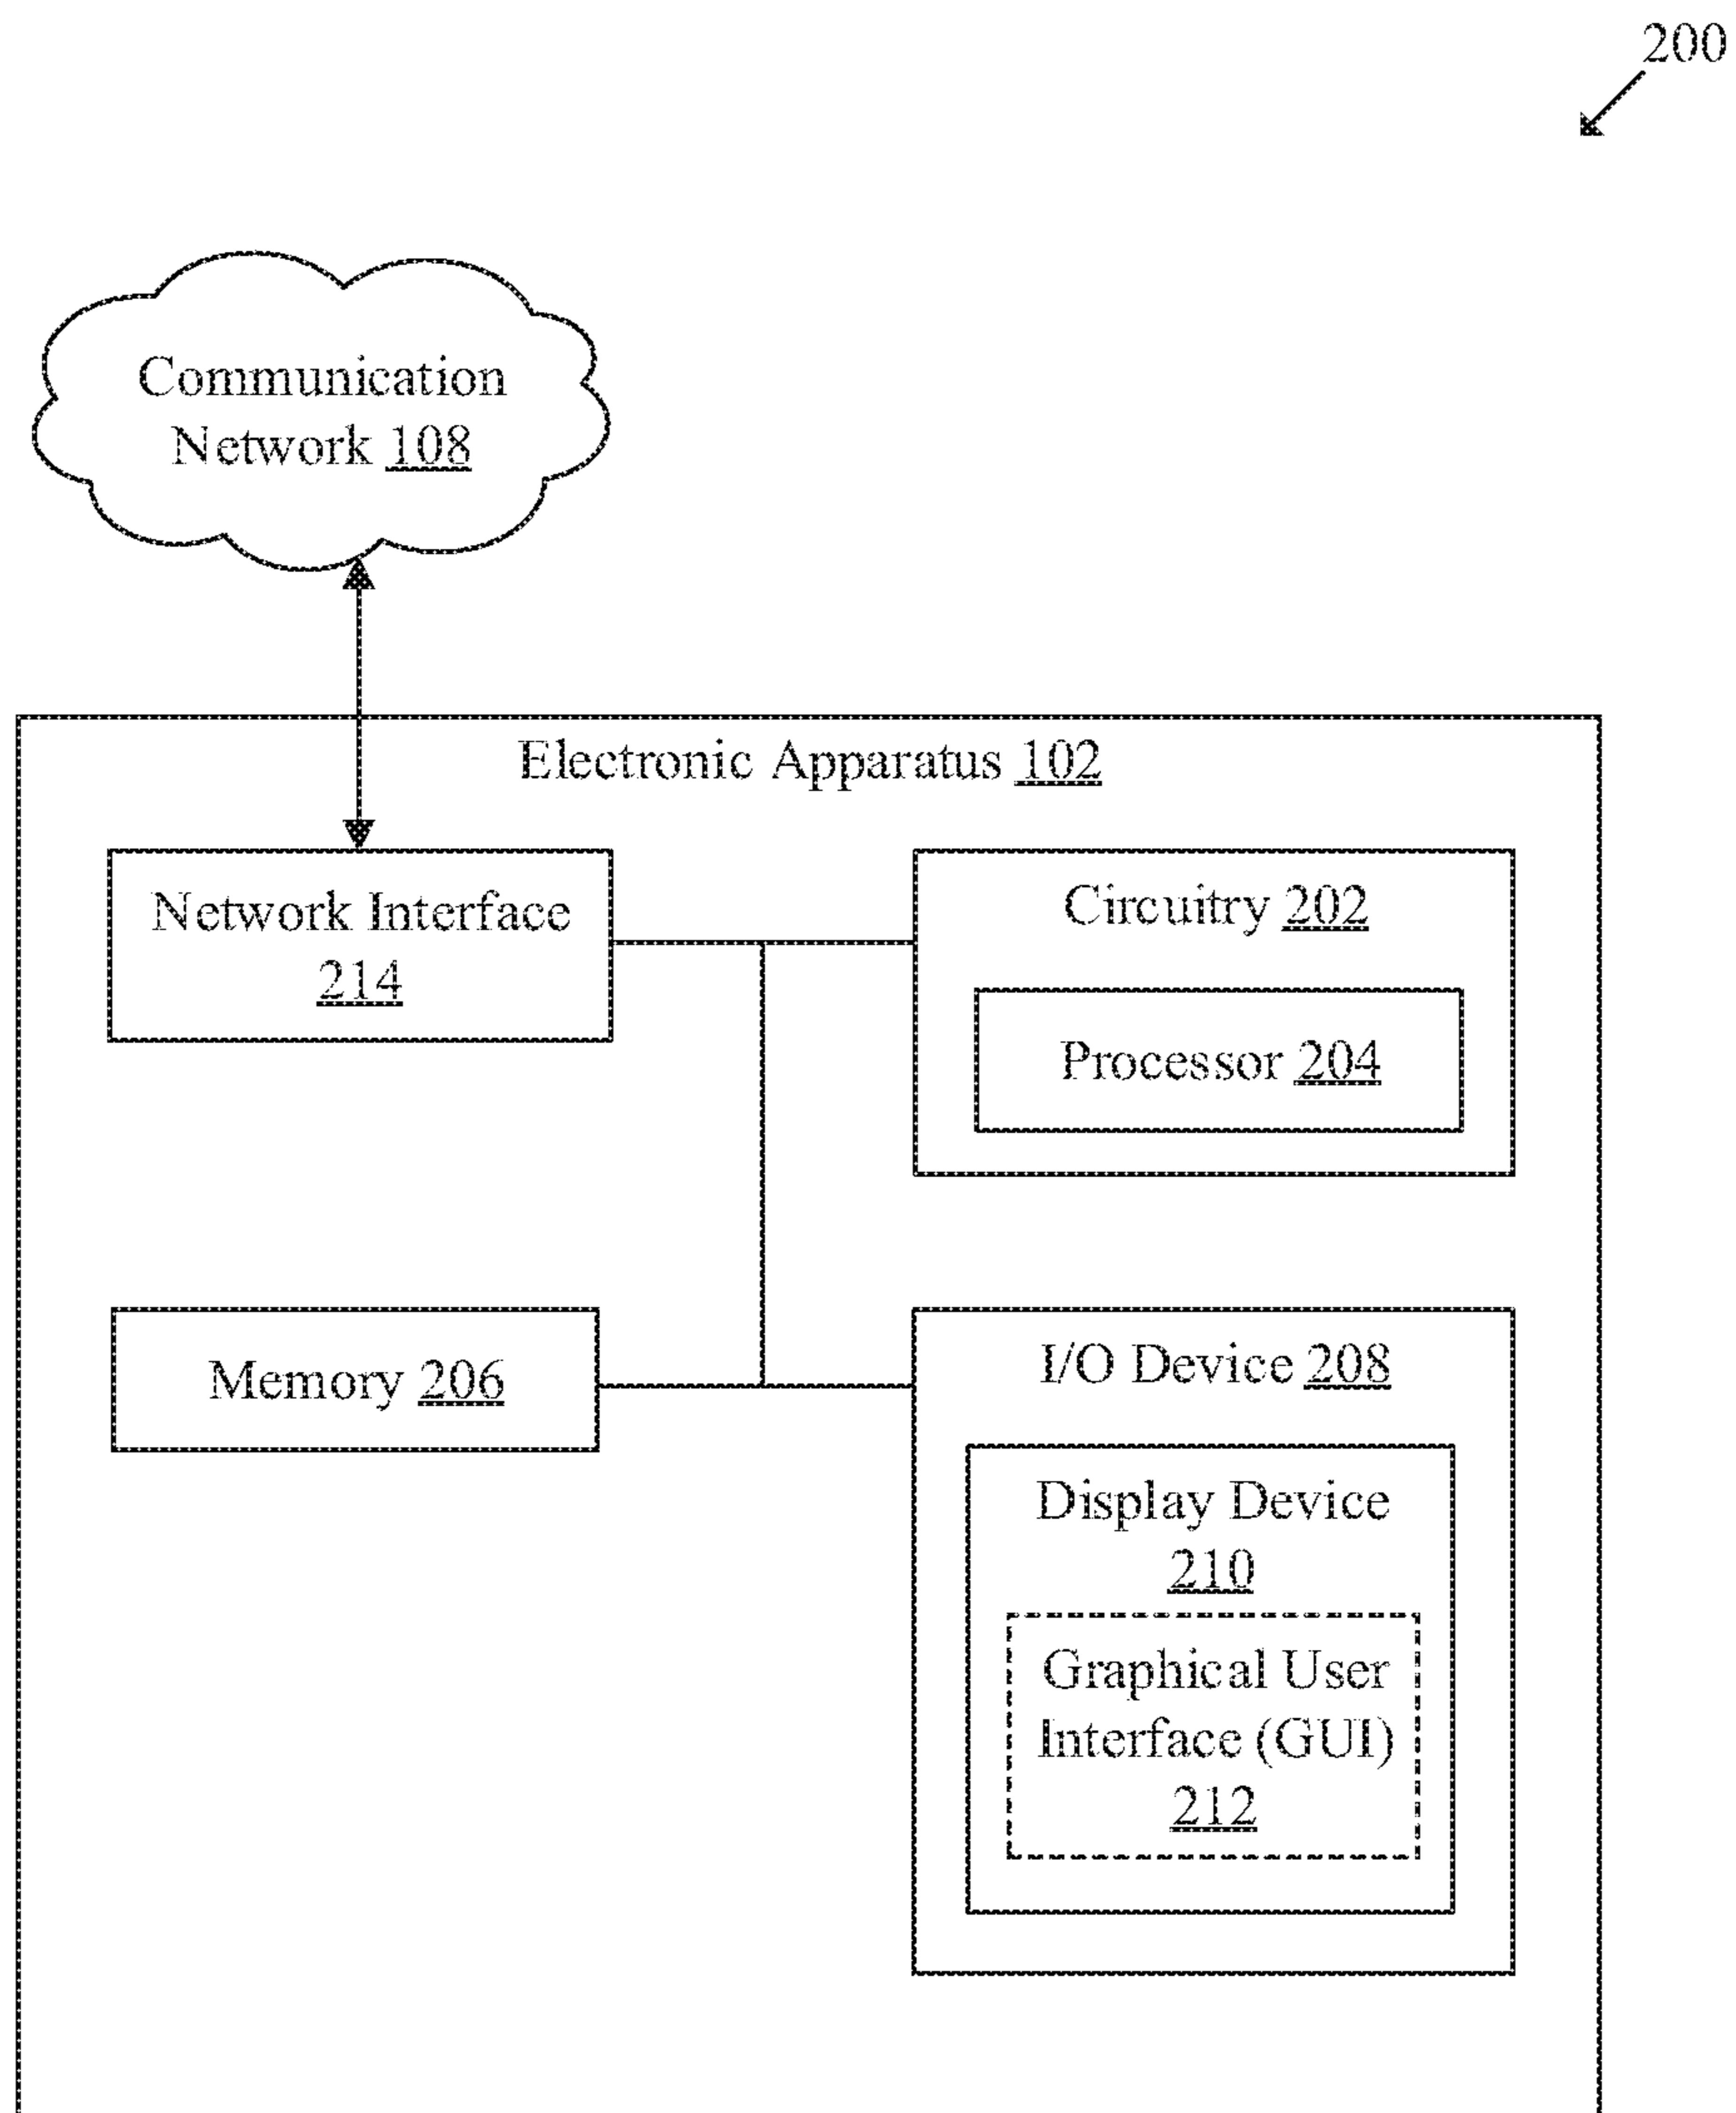 200
Communication
Network 108
Electronic Apparatus 102
Network Interface
214
Circuitry 202
Processor 204
Memory 206
I/O Device 208
Display Device
210
Graphical User
Interface (GUI)
212